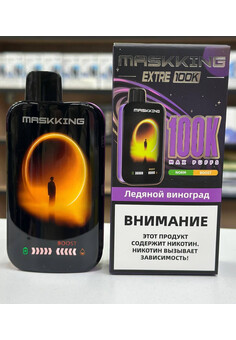 MASKKING
EXTRE 100K
100K
MAX PUFFS
Ледяной виноград
ВНИМАНИЕ
ЭТОТ ПРОДУКТ
СОДЕРЖИТ НИКОТИН.
НИКОТИН ВЫЗЫВАЕТ
ЗАВИСИМОСТЬ!
MASKKING
BOOST